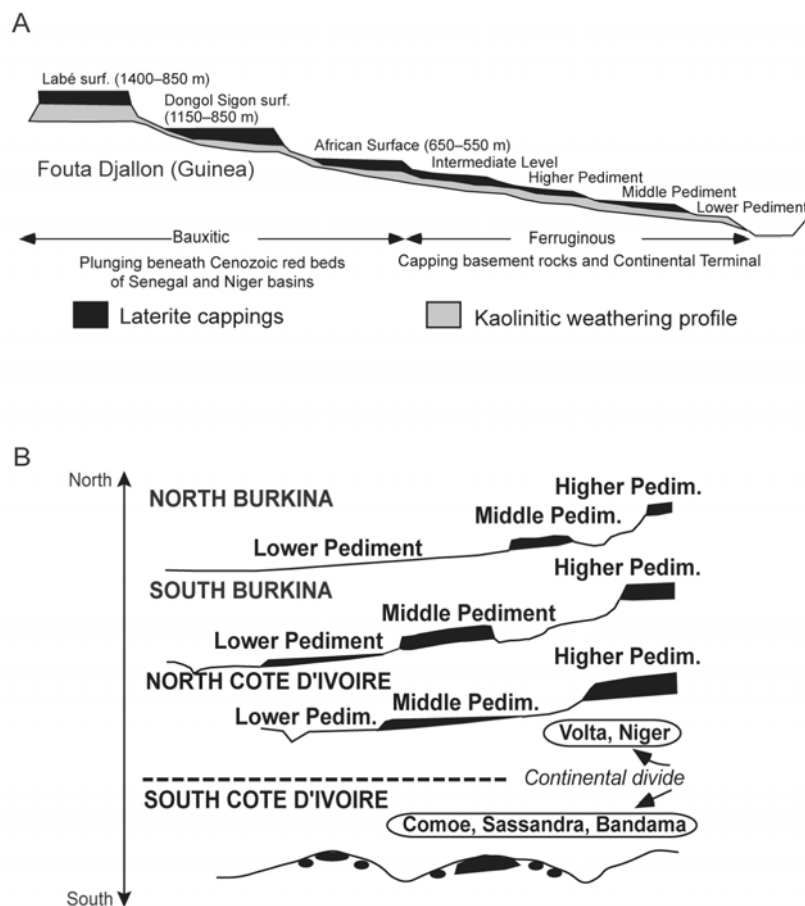 A
Labé surf. (1400–850 m)
Dongol Sigon surf.
(1150–850 m)
African Surface (650–550 m)
Intermediate Level
Higher Pediment
Middle Pediment
Lower Pediment
Fouta Djallon (Guinea)
Bauxitic
Ferruginous
Plunging beneath Cenozoic red beds
of Senegal and Niger basins
Capping basement rocks and Continental Terminal
Laterite cappings
Kaolinitic weathering profile
B
North
NORTH BURKINA
Higher Pedim.
Middle Pedim.
Lower Pediment
SOUTH BURKINA
Higher Pedim.
Middle Pediment
Lower Pediment
NORTH COTE D'IVOIRE
Higher Pedim.
Middle Pedim.
Lower Pedim.
Volta, Niger
Continental divide
SOUTH COTE D'IVOIRE
Comoe, Sassandra, Bandama
South